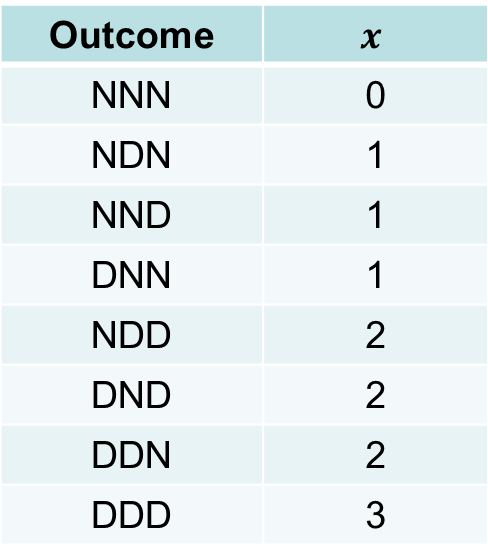 Outcome x
NNN 0
NDN 1
NND 1
DNN 1
NDD 2
DND 2
DDN 2
DDD 3